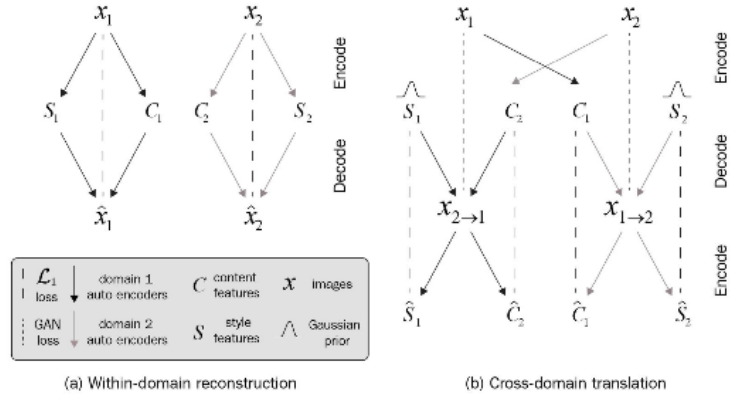 x₁ x₂ x₁ x₂
Encode Encode
S₁ C₁ C₂ S₂ S₁ C₂ C₁ S₂
Decode Decode
x̂₁ x̂₂ x₂→₁ x₁→₂
Encode
Ŝ₁ Ĉ₂ Ĉ₁ Ŝ₂
ℒ₁ loss domain 1 auto encoders C content features x images
GAN loss domain 2 auto encoders S style features Gaussian prior
(a) Within-domain reconstruction (b) Cross-domain translation